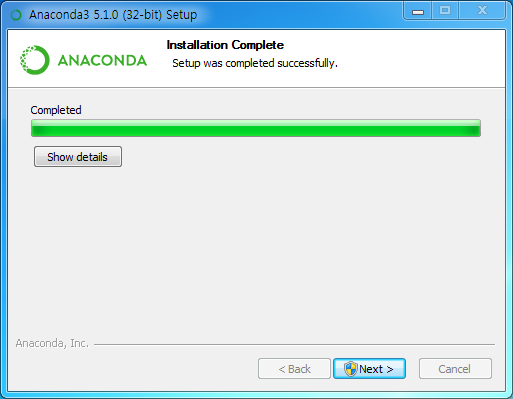 Anaconda3 5.1.0 (32-bit) Setup
Installation Complete
ANACONDA
Setup was completed successfully.
Completed
Show details
Anaconda, Inc.
< Back
Next >
Cancel